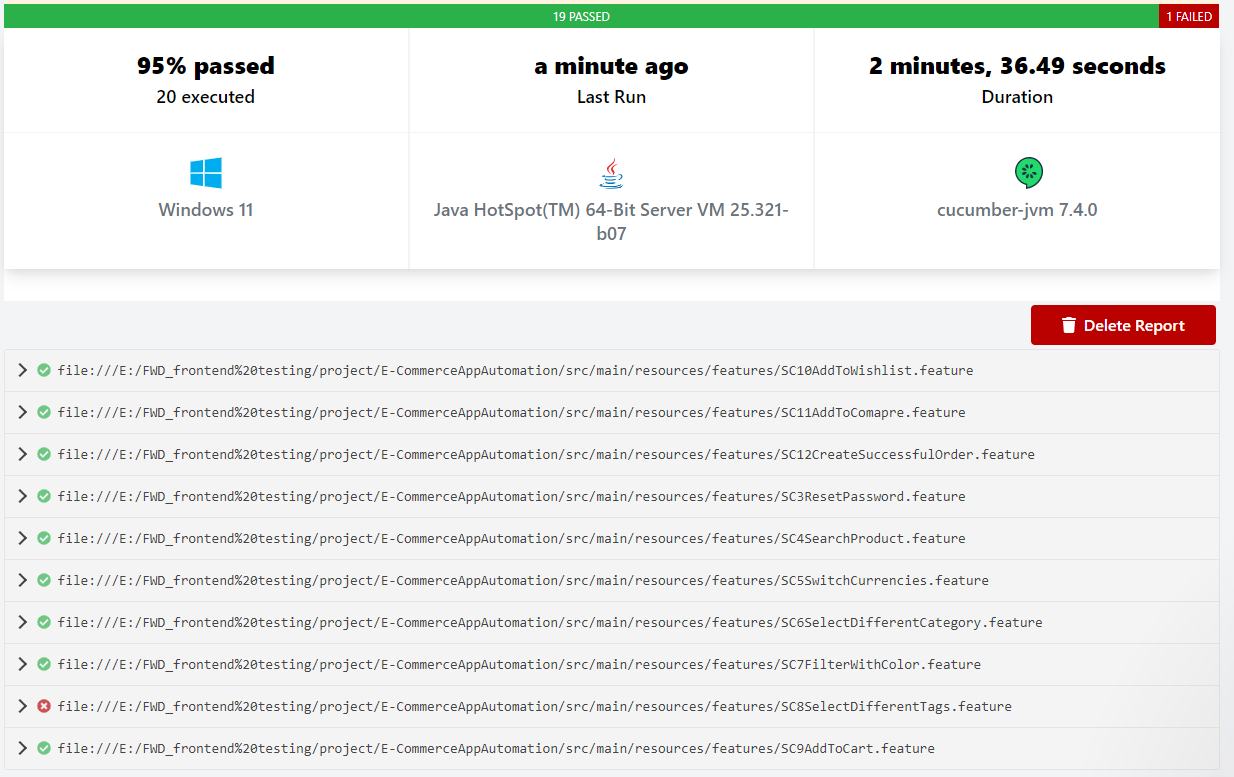 19 PASSED
1 FAILED
95% passed
20 executed
a minute ago
Last Run
2 minutes, 36.49 seconds
Duration
Windows 11
Java HotSpot(TM) 64-Bit Server VM 25.321-
b07
cucumber-jvm 7.4.0
Delete Report
file:///E:/FWD_frontend%20testing/project/E-CommerceAppAutomation/src/main/resources/features/SC10AddToWishlist.feature
file:///E:/FWD_frontend%20testing/project/E-CommerceAppAutomation/src/main/resources/features/SC11AddToComapre.feature
file:///E:/FWD_frontend%20testing/project/E-CommerceAppAutomation/src/main/resources/features/SC12CreateSuccessfulOrder.feature
file:///E:/FWD_frontend%20testing/project/E-CommerceAppAutomation/src/main/resources/features/SC3ResetPassword.feature
file:///E:/FWD_frontend%20testing/project/E-CommerceAppAutomation/src/main/resources/features/SC4SearchProduct.feature
file:///E:/FWD_frontend%20testing/project/E-CommerceAppAutomation/src/main/resources/features/SC5SwitchCurrencies.feature
file:///E:/FWD_frontend%20testing/project/E-CommerceAppAutomation/src/main/resources/features/SC6SelectDifferentCategory.feature
file:///E:/FWD_frontend%20testing/project/E-CommerceAppAutomation/src/main/resources/features/SC7FilterWithColor.feature
file:///E:/FWD_frontend%20testing/project/E-CommerceAppAutomation/src/main/resources/features/SC8SelectDifferentTags.feature
file:///E:/FWD_frontend%20testing/project/E-CommerceAppAutomation/src/main/resources/features/SC9AddToCart.feature